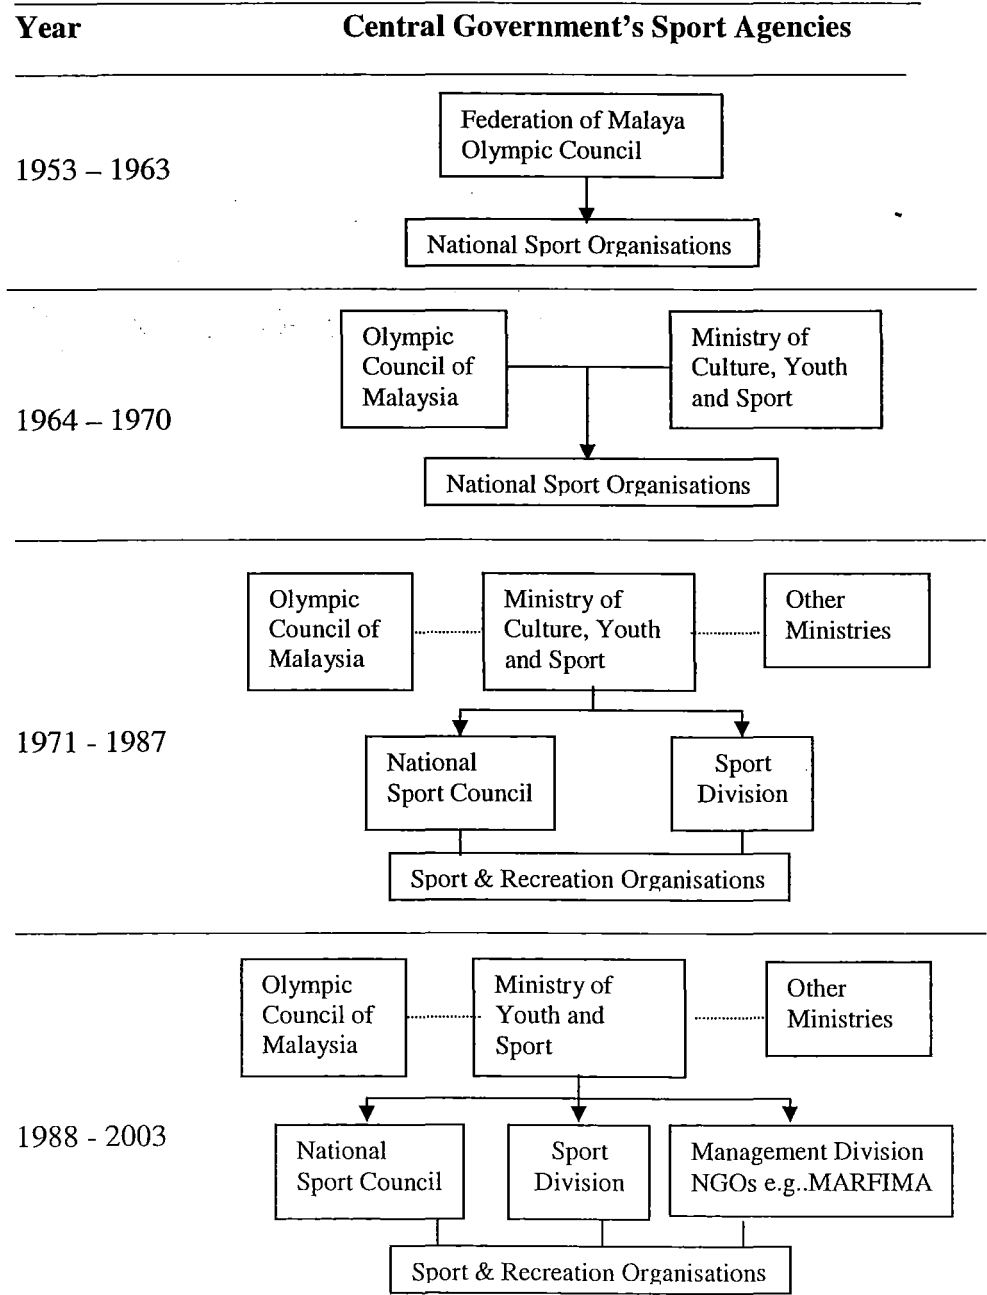 Year Central Government's Sport Agencies
1953 – 1963
Federation of Malaya
Olympic Council
National Sport Organisations
1964 – 1970
Olympic
Council of
Malaysia
Ministry of
Culture, Youth
and Sport
National Sport Organisations
1971 - 1987
Olympic
Council of
Malaysia
Ministry of
Culture, Youth
and Sport
Other
Ministries
National
Sport Council
Sport
Division
Sport & Recreation Organisations
1988 - 2003
Olympic
Council of
Malaysia
Ministry of
Youth and
Sport
Other
Ministries
National
Sport Council
Sport
Division
Management Division
NGOs e.g..MARFIMA
Sport & Recreation Organisations